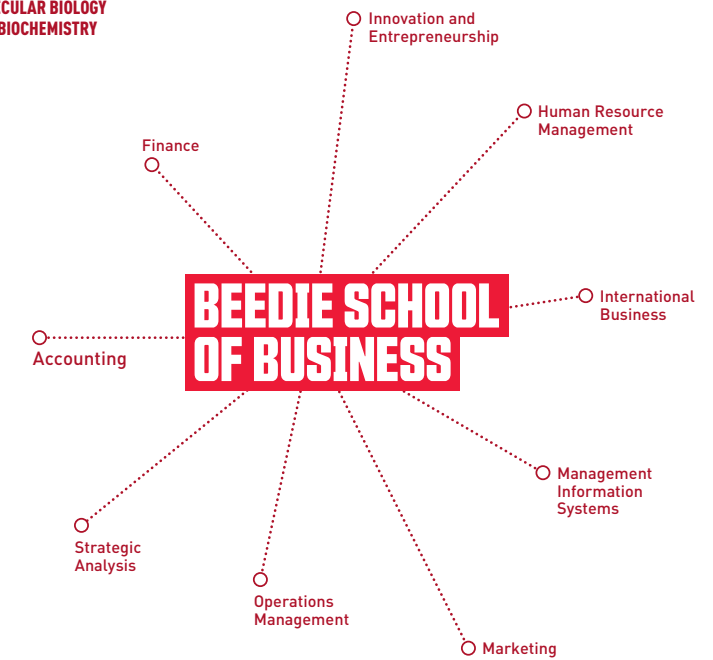 BIOLOGY
BIOCHEMISTRY
Innovation and
Entrepreneurship
Human Resource
Management
Finance
BEEDIE SCHOOL
OF BUSINESS
International
Business
Accounting
Management
Information
Systems
Strategic
Analysis
Operations
Management
Marketing